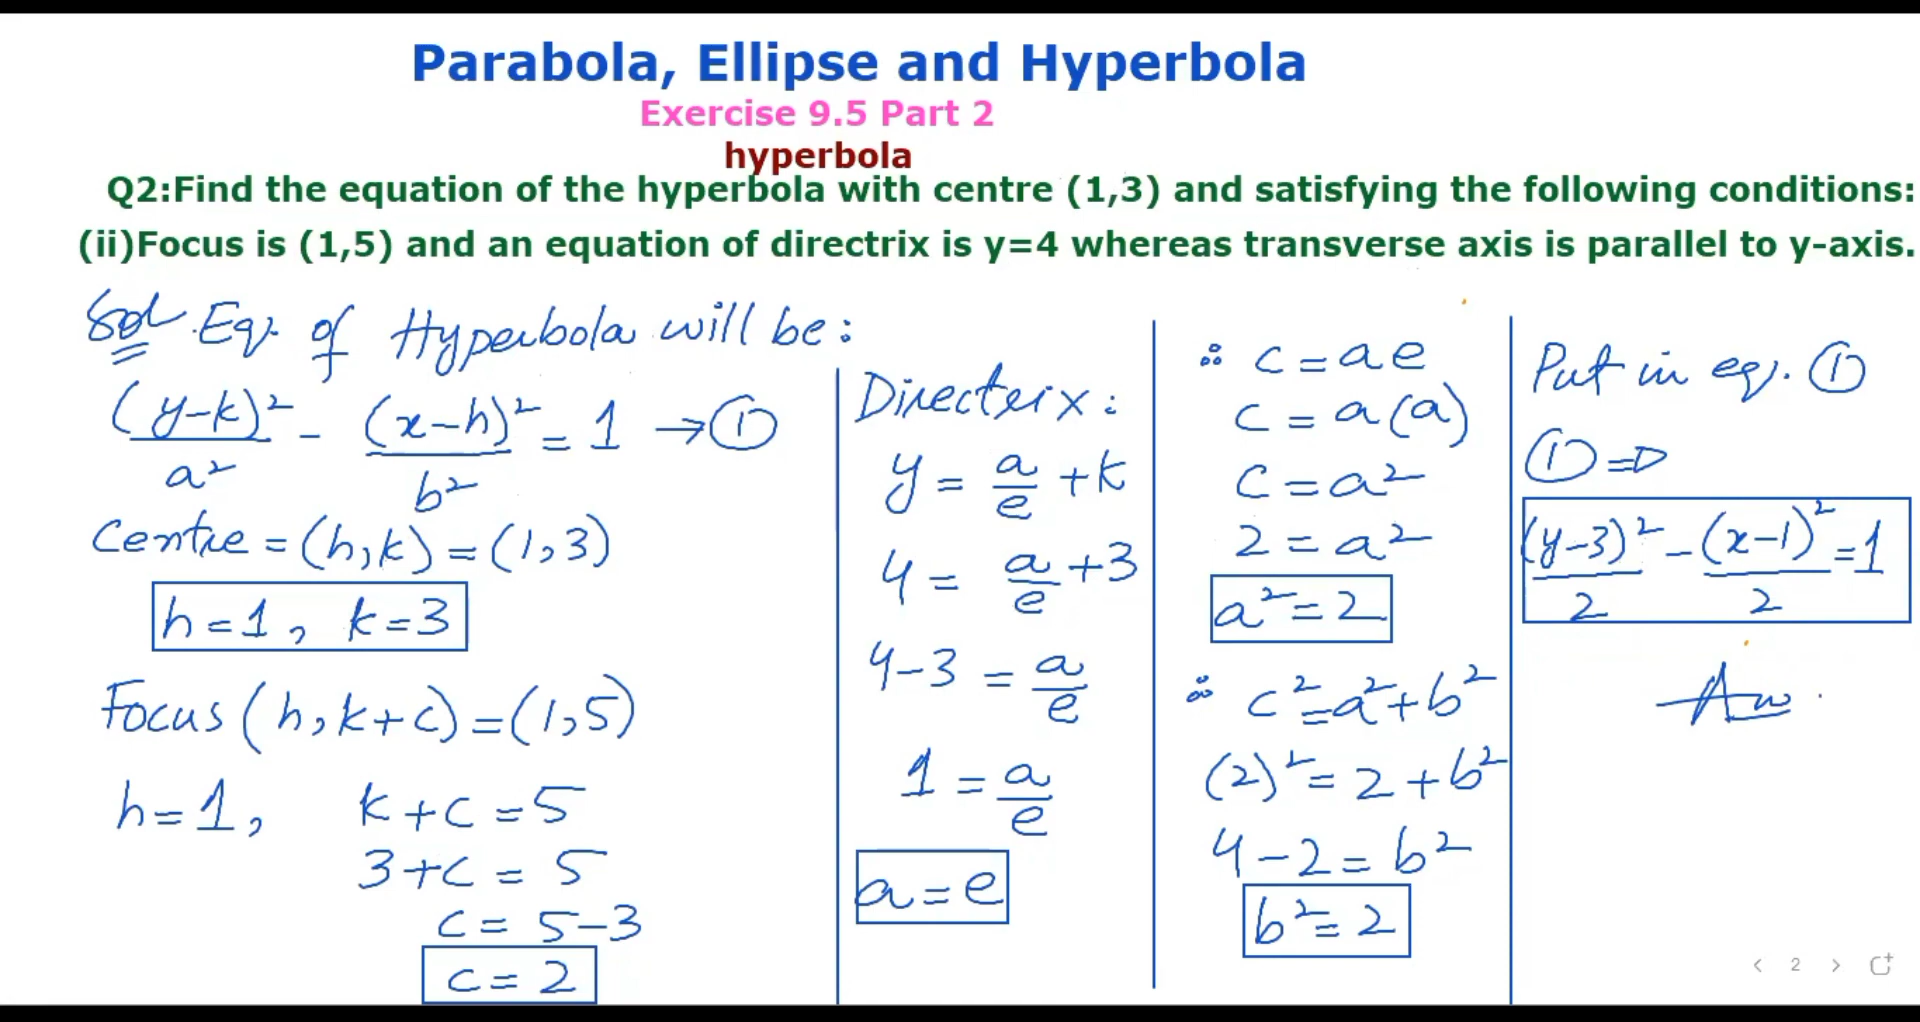 Parabola, Ellipse and Hyperbola
Exercise 9.5 Part 2
hyperbola
Q2:Find the equation of the hyperbola with centre (1,3) and satisfying the following conditions:
(ii)Focus is (1,5) and an equation of directrix is y=4 whereas transverse axis is parallel to y-axis.
Sol. Eq. of Hyperbola will be:
(y-k)²/a² - (x-h)²/b² = 1 → ①
Centre = (h,k) = (1,3)
h=1, k=3
Focus (h,k+c) = (1,5)
h=1, k+c=5
3+c = 5
c = 5-3
c = 2
Directrix:
y = a/e + k
4 = a/e + 3
4-3 = a/e
1 = a/e
a = e
∵ c = ae
c = a(a)
c = a²
2 = a²
a² = 2
∵ c² = a² + b²
(2)² = 2 + b²
4 - 2 = b²
b² = 2
Put in eq. ①
① ⇒
(y-3)²/2 - (x-1)²/2 = 1
Ans.
< 2 >